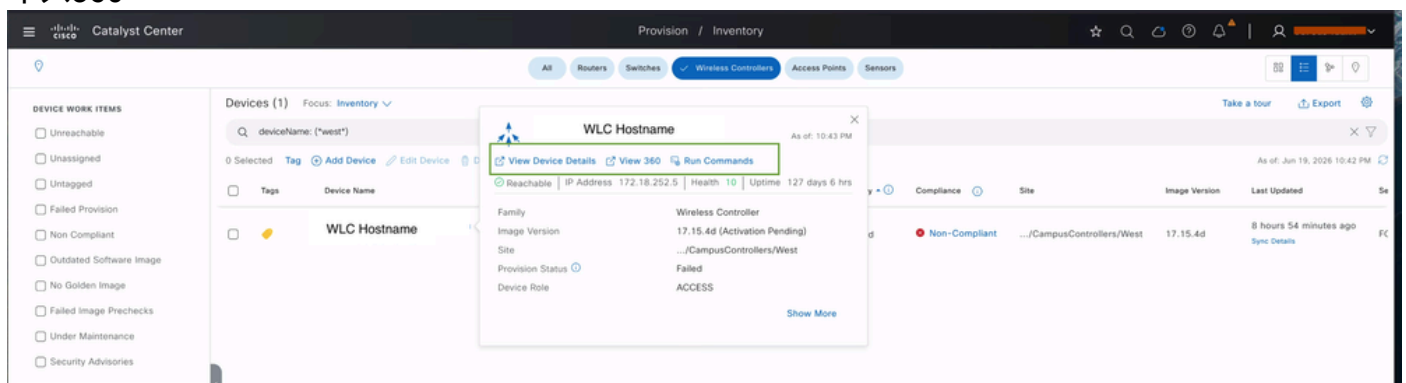 CISCO Catalyst Center
Provision / Inventory
All Routers Switches Wireless Controllers Access Points Sensors
DEVICE WORK ITEMS
Unreachable
Unassigned
Untagged
Failed Provision
Non Compliant
Outdated Software Image
No Golden Image
Failed Image Prechecks
Under Maintenance
Security Advisories
Devices (1) Focus: Inventory
Take a tour Export
deviceName: ("west")
0 Selected Tag Add Device Edit Device
As of: Jun 19, 2026 10:42 PM
Tags Device Name Compliance Site Image Version Last Updated Se
WLC Hostname Non-Compliant .../CampusControllers/West 17.15.4d 8 hours 54 minutes ago
Sync Details
WLC Hostname As of: 10:43 PM
View Device Details View 360 Run Commands
Reachable | IP Address 172.18.252.5 | Health 10 | Uptime 127 days 6 hrs
Family Wireless Controller
Image Version 17.15.4d (Activation Pending)
Site .../CampusControllers/West
Provision Status Failed
Device Role ACCESS
Show More